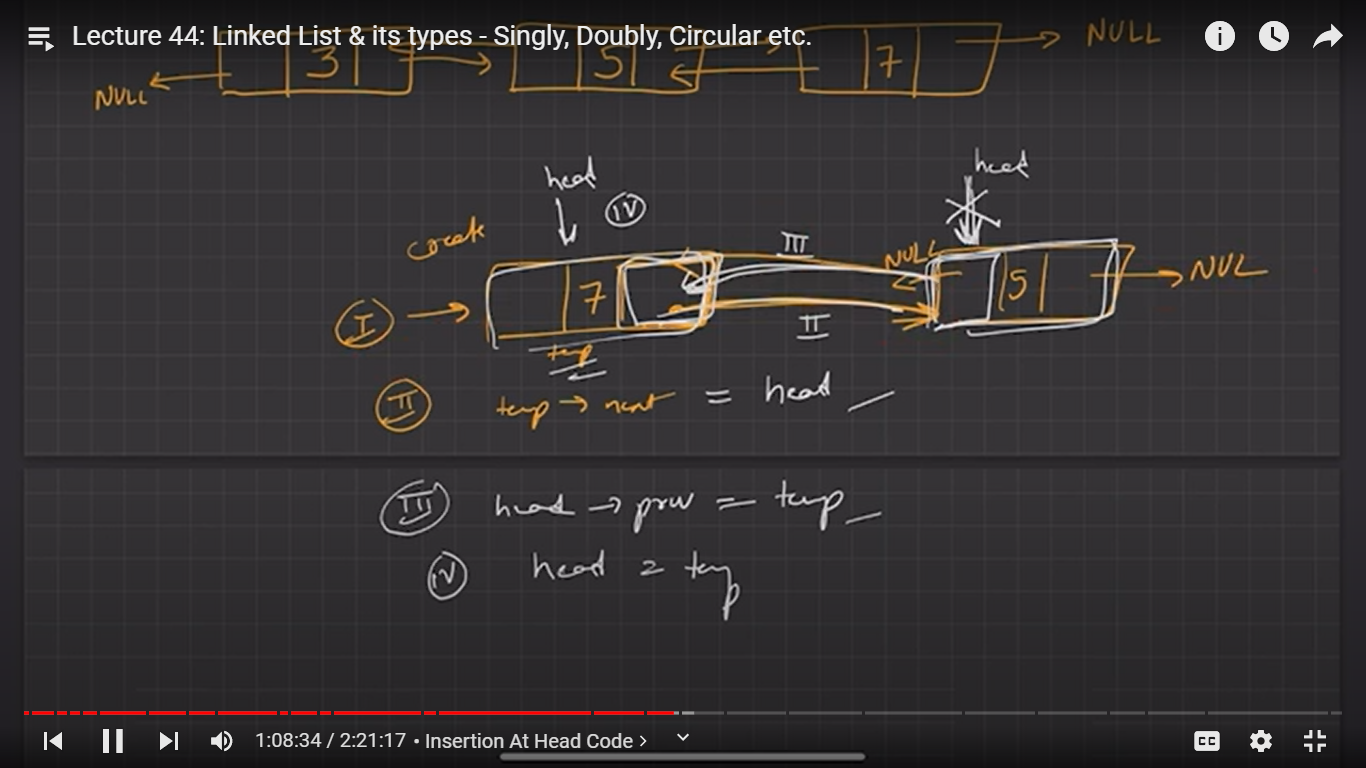 Lecture 44: Linked List & its types - Singly, Doubly, Circular etc.
NULL 3 5 7 NULL
head IV head
create III NULL
I 7 5 NUL
temp II
II temp → next = head
III head → prev = temp
IV head = temp
1:08:34 / 2:21:17 • Insertion At Head Code >
CC